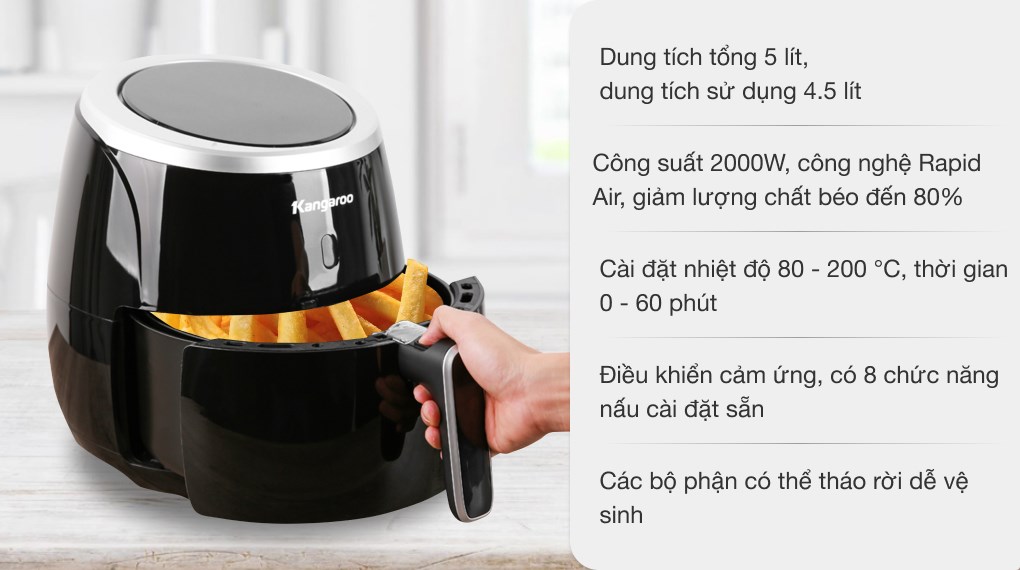 Kangaroo
Dung tích tổng 5 lít,
dung tích sử dụng 4.5 lít
Công suất 2000W, công nghệ Rapid
Air, giảm lượng chất béo đến 80%
Cài đặt nhiệt độ 80 - 200 °C, thời gian
0 - 60 phút
Điều khiển cảm ứng, có 8 chức năng
nấu cài đặt sẵn
Các bộ phận có thể tháo rời dễ vệ
sinh